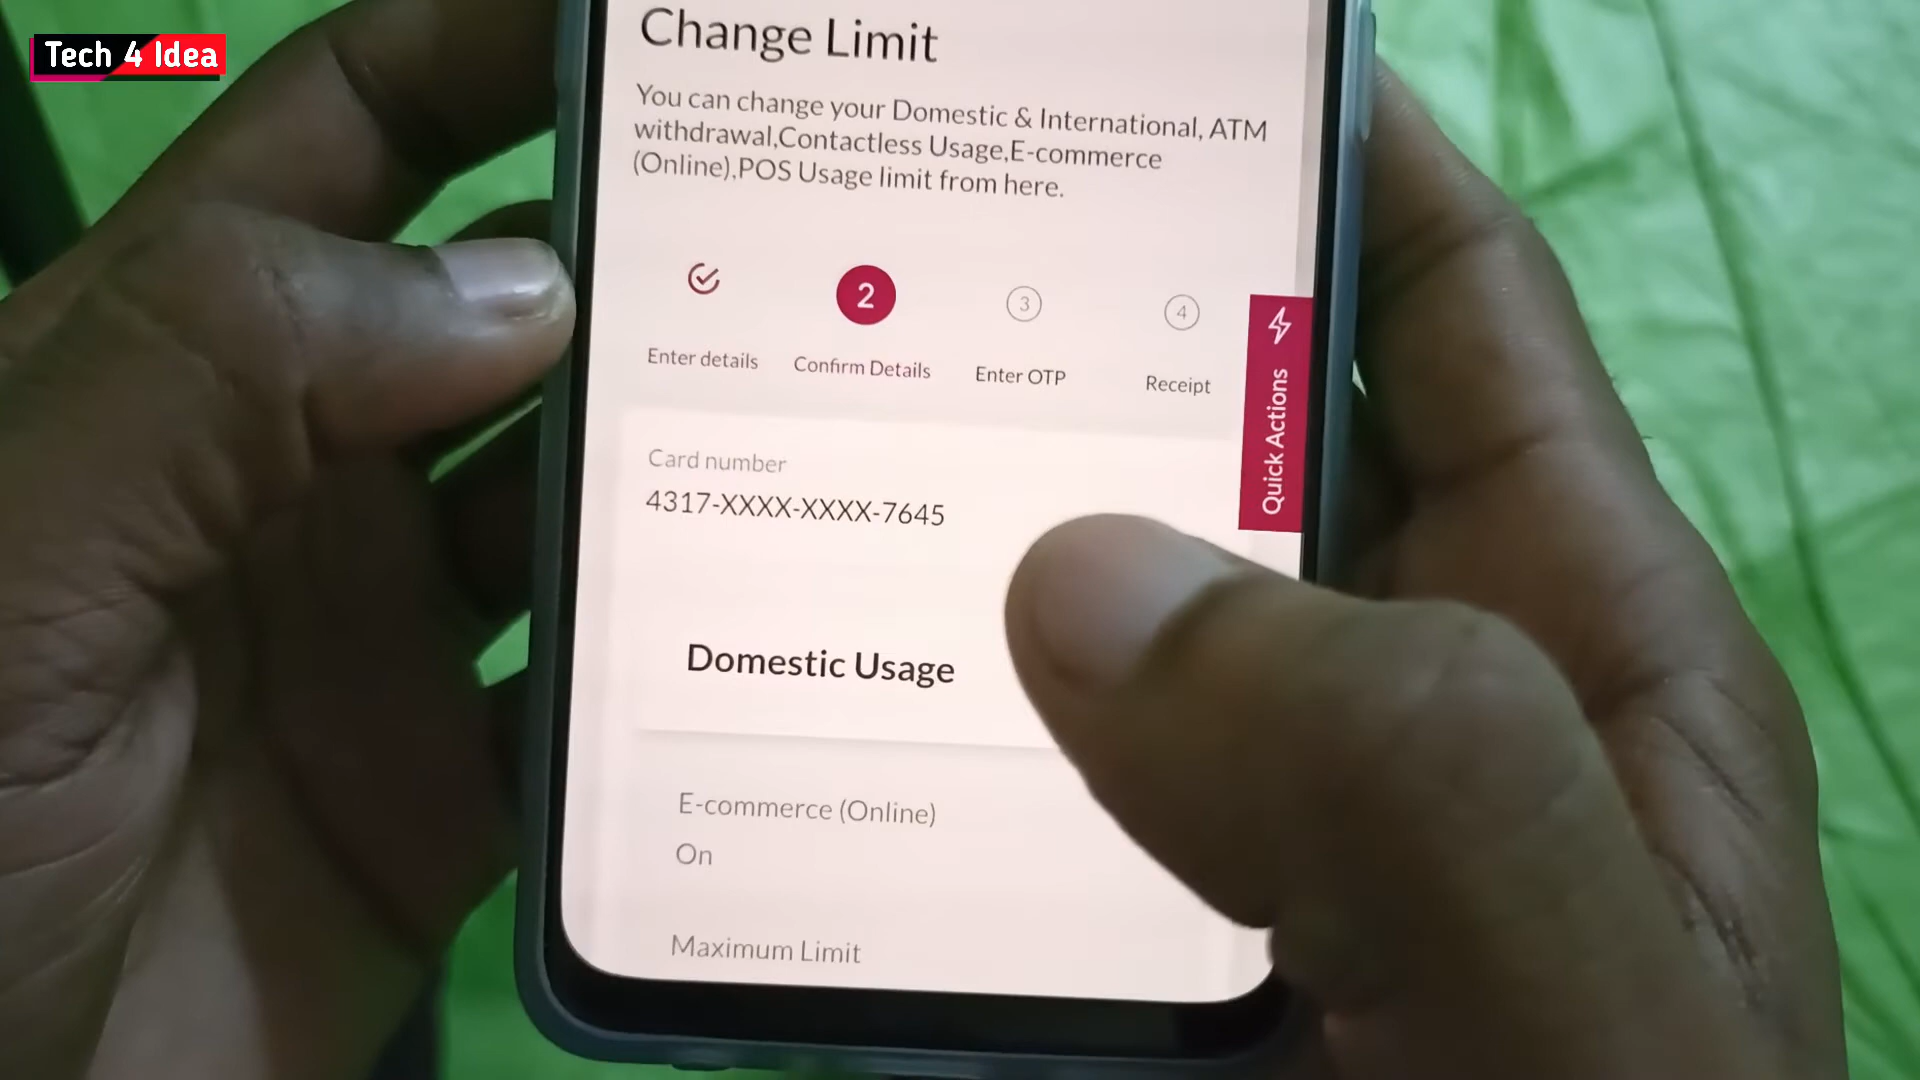 Tech 4 Idea
Change Limit
You can change your Domestic & International, ATM
withdrawal,Contactless Usage,E-commerce
(Online),POS Usage limit from here.
2
3
4
Enter details
Confirm Details
Enter OTP
Receipt
Quick Actions
Card number
4317-XXXX-XXXX-7645
Domestic Usage
E-commerce (Online)
On
Maximum Limit